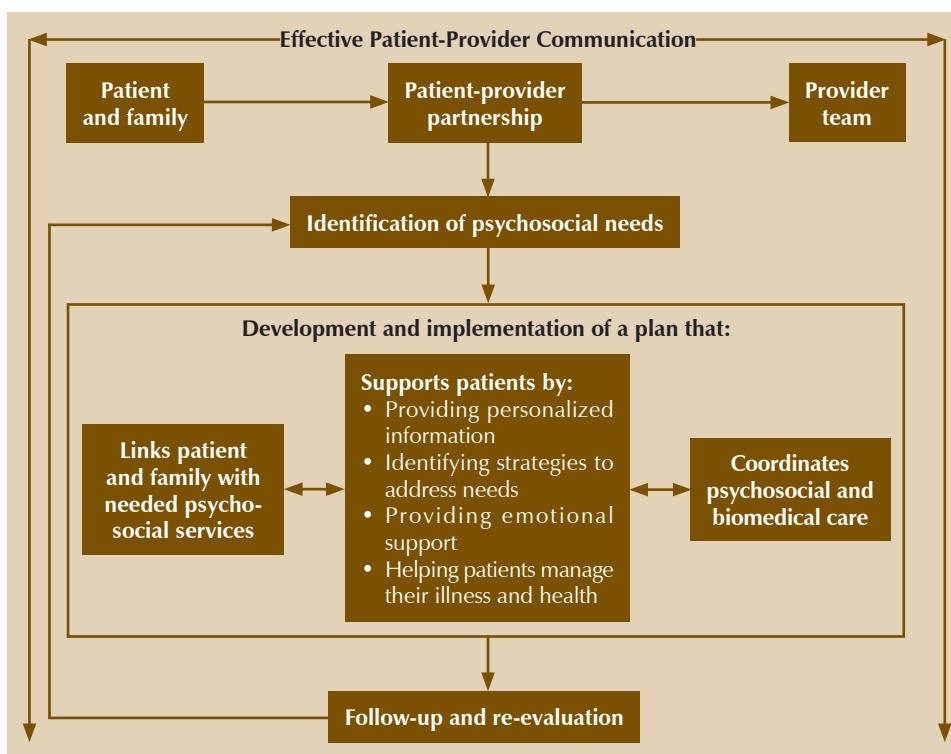 Effective Patient-Provider Communication
Patient
and family
Patient-provider
partnership
Provider
team
Identification of psychosocial needs
Development and implementation of a plan that:
Links patient
and family with
needed psycho-
social services
Supports patients by:
• Providing personalized
information
• Identifying strategies to
address needs
• Providing emotional
support
• Helping patients manage
their illness and health
Coordinates
psychosocial and
biomedical care
Follow-up and re-evaluation